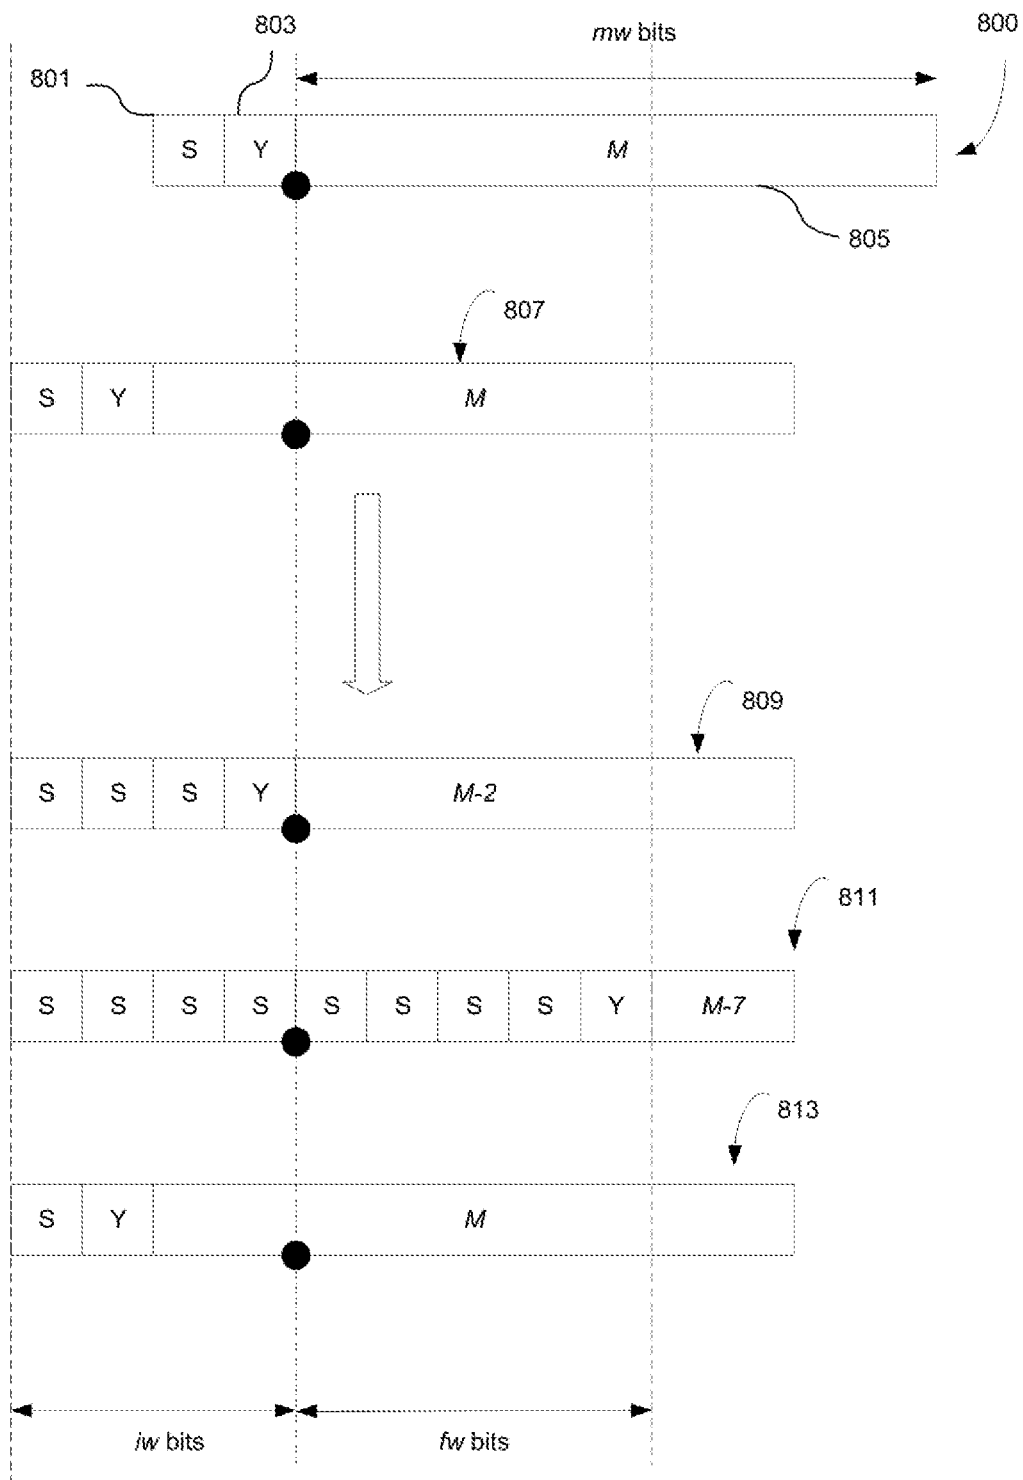 803
mw bits
800
801
S Y M
805
807
S Y M
809
S S S Y M-2
811
S S S S S S S S Y M-7
813
S Y M
iw bits fw bits